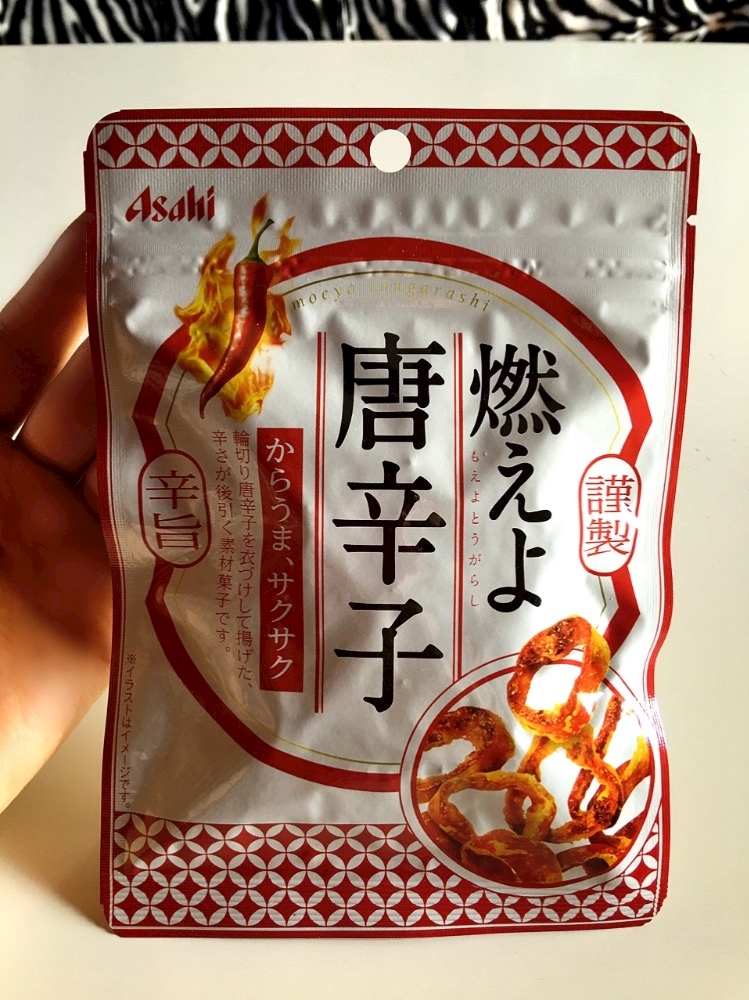 Asahi
moeyo tougarashi
燃えよ
唐辛子
もえよとうがらし
謹製
辛旨
からうま、サクサク
輪切り唐辛子を衣づけして揚げた、
辛さが後引く素材菓子です。
※イラストはイメージです。